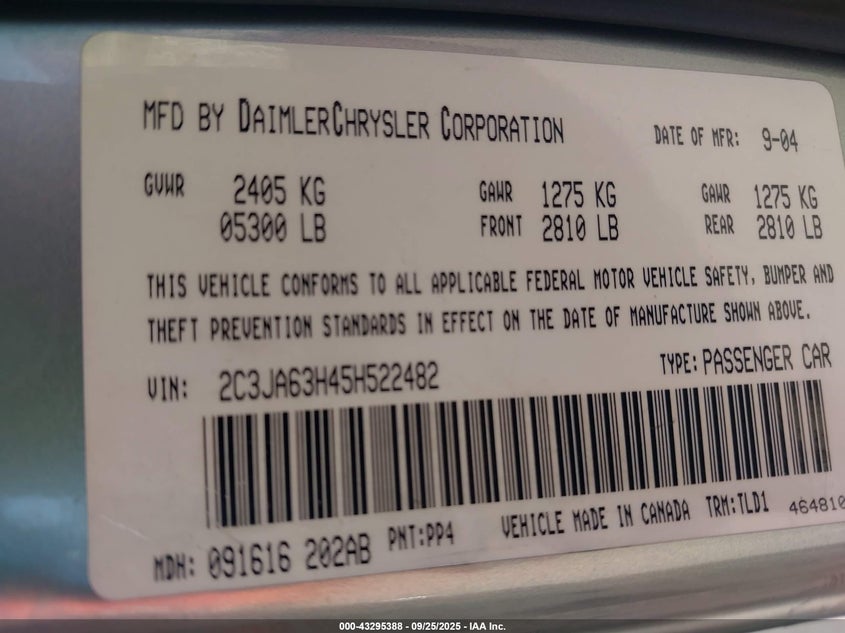 MFD BY DAIMLERCHRYSLER CORPORATION DATE OF MFR: 9-04
GVWR 2405 KG GAWR 1275 KG GAWR 1275 KG
05300 LB FRONT 2810 LB REAR 2810 LB
THIS VEHICLE CONFORMS TO ALL APPLICABLE FEDERAL MOTOR VEHICLE SAFETY, BUMPER AND
THEFT PREVENTION STANDARDS IN EFFECT ON THE DATE OF MANUFACTURE SHOWN ABOVE.
VIN: 2C3JA63H45H522482 TYPE: PASSENGER CAR
MDH: 091616 202AB PNT:PP4 VEHICLE MADE IN CANADA TRM:TLD1 464810
000-43295388 - 09/25/2025 - IAA Inc.